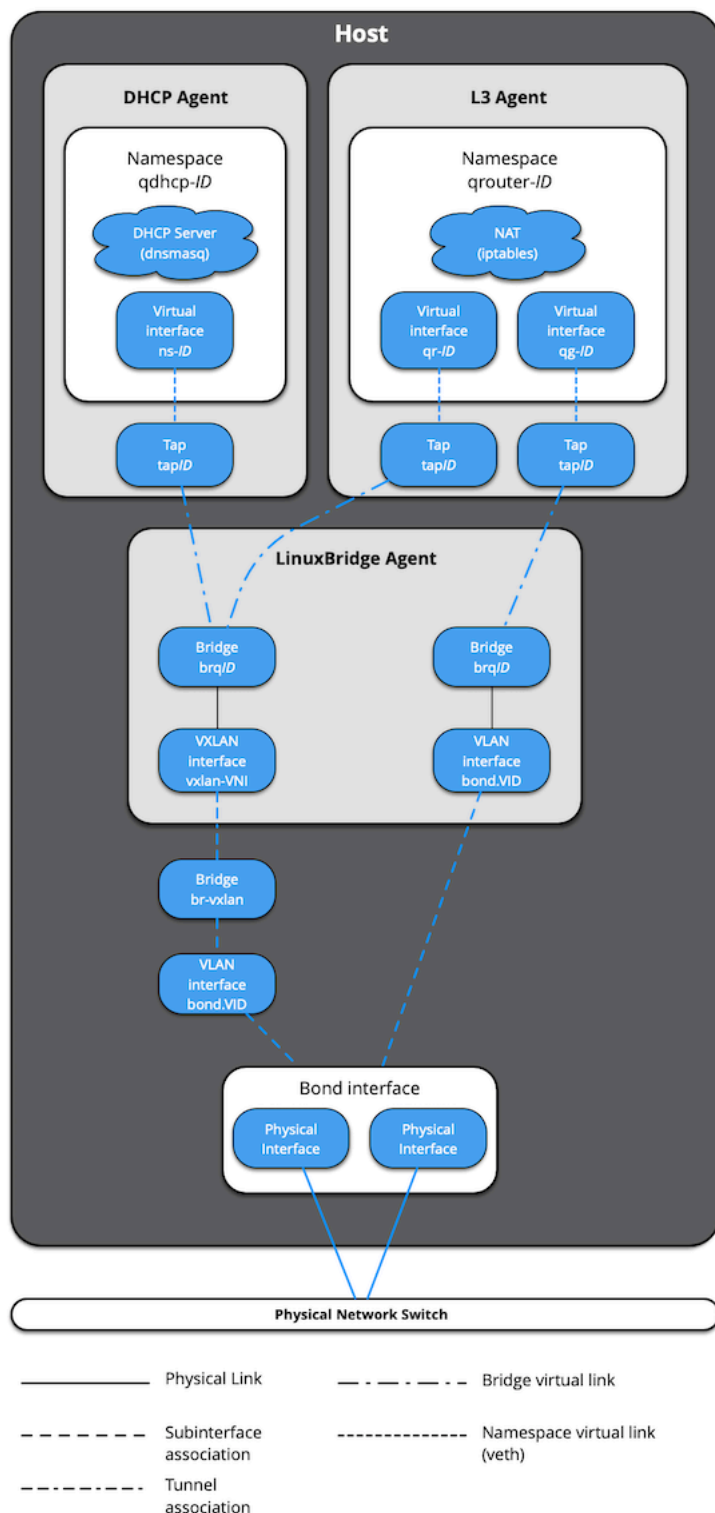 Host
DHCP Agent
Namespace
qdhcp-ID
DHCP Server
(dnsmasq)
Virtual
interface
ns-ID
Tap
tapID
L3 Agent
Namespace
qrouter-ID
NAT
(iptables)
Virtual
interface
qr-ID
Virtual
interface
qg-ID
Tap
tapID
Tap
tapID
LinuxBridge Agent
Bridge
brqID
Bridge
brqID
VXLAN
interface
vxlan-VNI
VLAN
interface
bond.VID
Bridge
br-vxlan
VLAN
interface
bond.VID
Bond interface
Physical
Interface
Physical
Interface
Physical Network Switch
Physical Link
Bridge virtual link
Subinterface
association
Namespace virtual link
(veth)
Tunnel
association